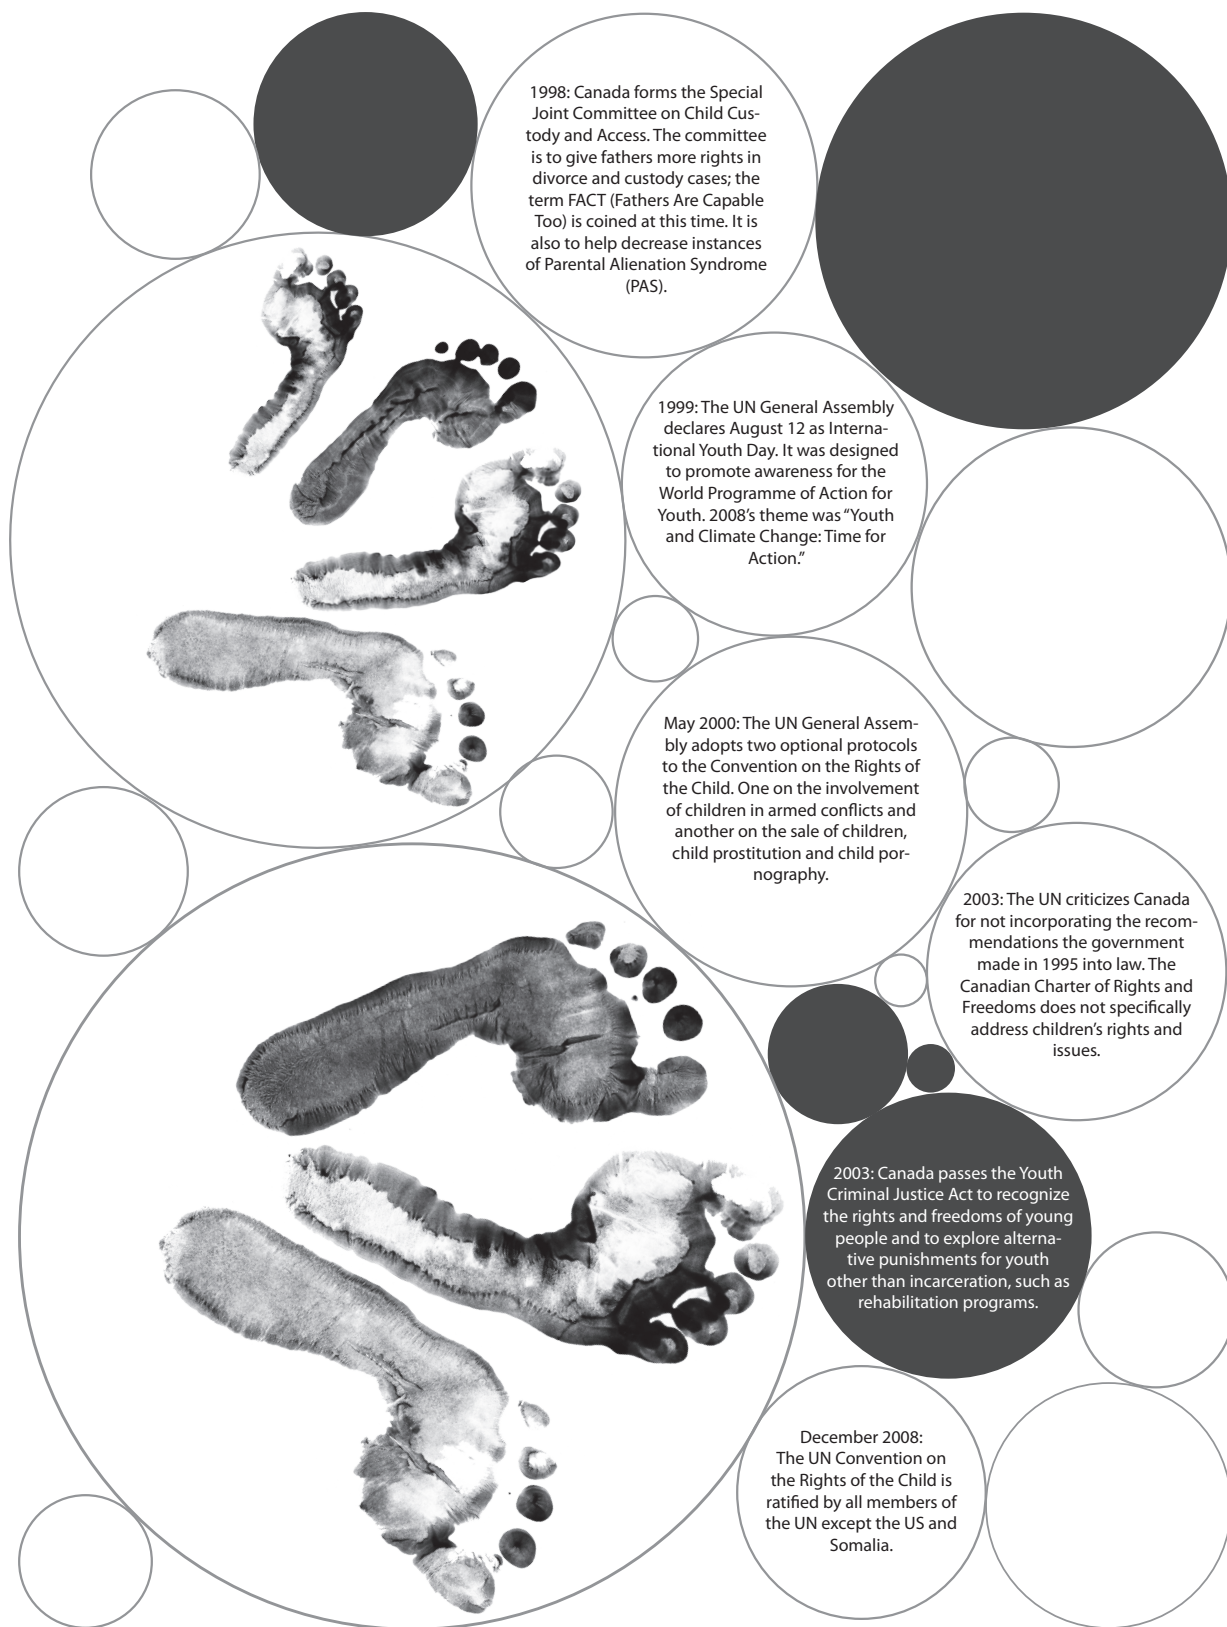 1998: Canada forms the Special
Joint Committee on Child Cus-
tody and Access. The committee
is to give fathers more rights in
divorce and custody cases; the
term FACT (Fathers Are Capable
Too) is coined at this time. It is
also to help decrease instances
of Parental Alienation Syndrome
(PAS).
1999: The UN General Assembly
declares August 12 as Interna-
tional Youth Day. It was designed
to promote awareness for the
World Programme of Action for
Youth. 2008’s theme was “Youth
and Climate Change: Time for
Action.”
May 2000: The UN General Assem-
bly adopts two optional protocols
to the Convention on the Rights of
the Child. One on the involvement
of children in armed conflicts and
another on the sale of children,
child prostitution and child por-
nography.
2003: The UN criticizes Canada
for not incorporating the recom-
mendations the government
made in 1995 into law. The
Canadian Charter of Rights and
Freedoms does not specifically
address children’s rights and
issues.
2003: Canada passes the Youth
Criminal Justice Act to recognize
the rights and freedoms of young
people and to explore alterna-
tive punishments for youth
other than incarceration, such as
rehabilitation programs.
December 2008:
The UN Convention on
the Rights of the Child is
ratified by all members of
the UN except the US and
Somalia.